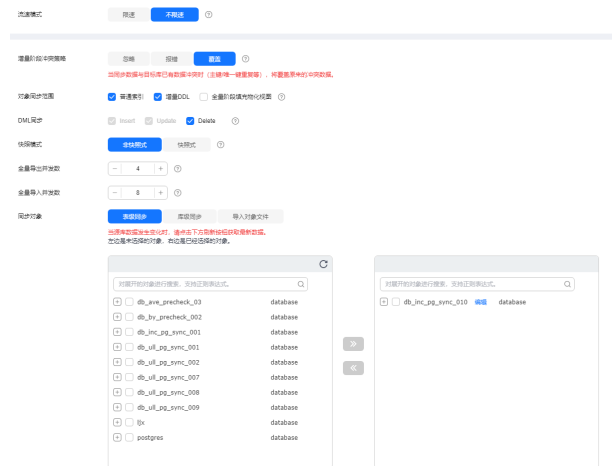 流速模式 限速 不限速
增量阶段冲突策略 忽略 报错 覆盖
当同步数据与目标库已有数据冲突时（主键/唯一键重复等），将覆盖原来的冲突数据。
对象同步范围 普通索引 增量DDL 全量阶段填充物化视图
DML同步 Insert Update Delete
快照模式 非快照式 快照式
全量导出并发数 - 4 +
全量导入并发数 - 8 +
同步对象 表级同步 库级同步 导入对象文件
当源库数据发生变化时，请点击下方刷新按钮获取最新数据。
左边是未选择的对象，右边是已经选择的对象。
对展开的对象进行搜索，支持正则表达式。
db_ave_precheck_03 database
db_by_precheck_002 database
db_inc_pg_sync_001 database
db_ull_pg_sync_001 database
db_ull_pg_sync_002 database
db_ull_pg_sync_007 database
db_ull_pg_sync_008 database
db_ull_pg_sync_009 database
database
postgres database
对展开的对象进行搜索，支持正则表达式。
db_inc_pg_sync_010 编辑 database